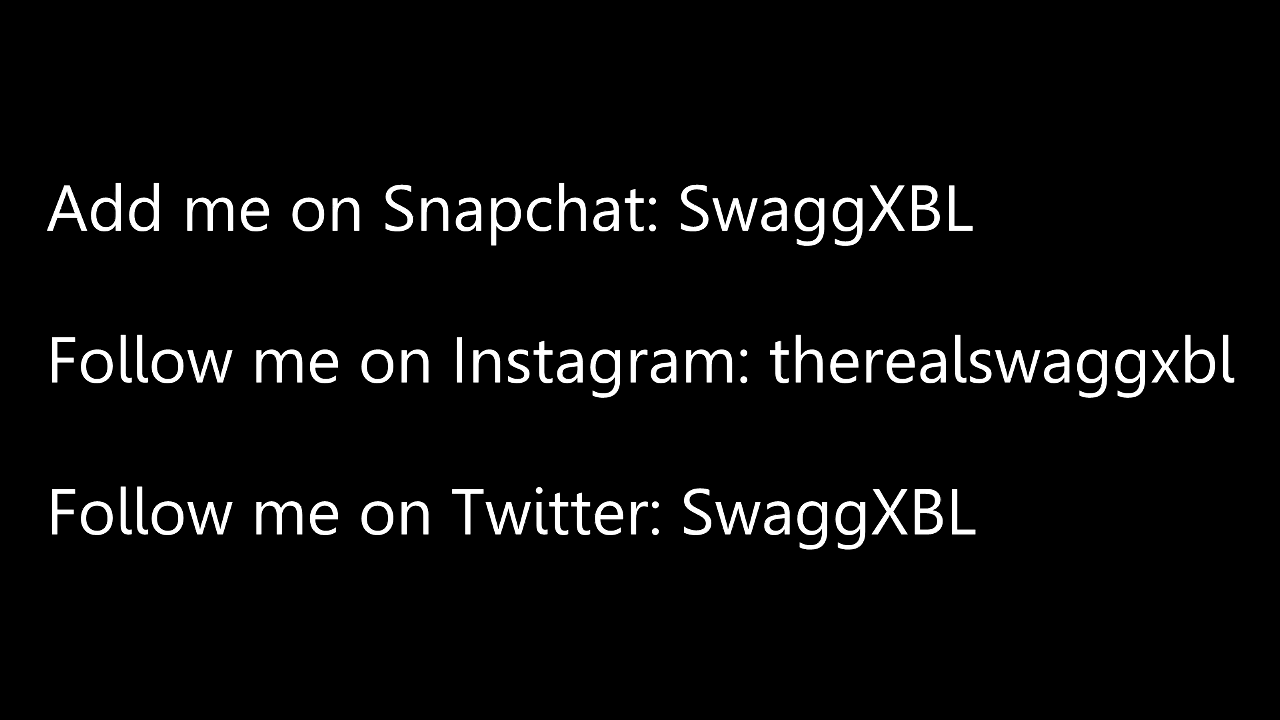 Add me on Snapchat: SwaggXBL
Follow me on Instagram: therealswaggxbl
Follow me on Twitter: SwaggXBL